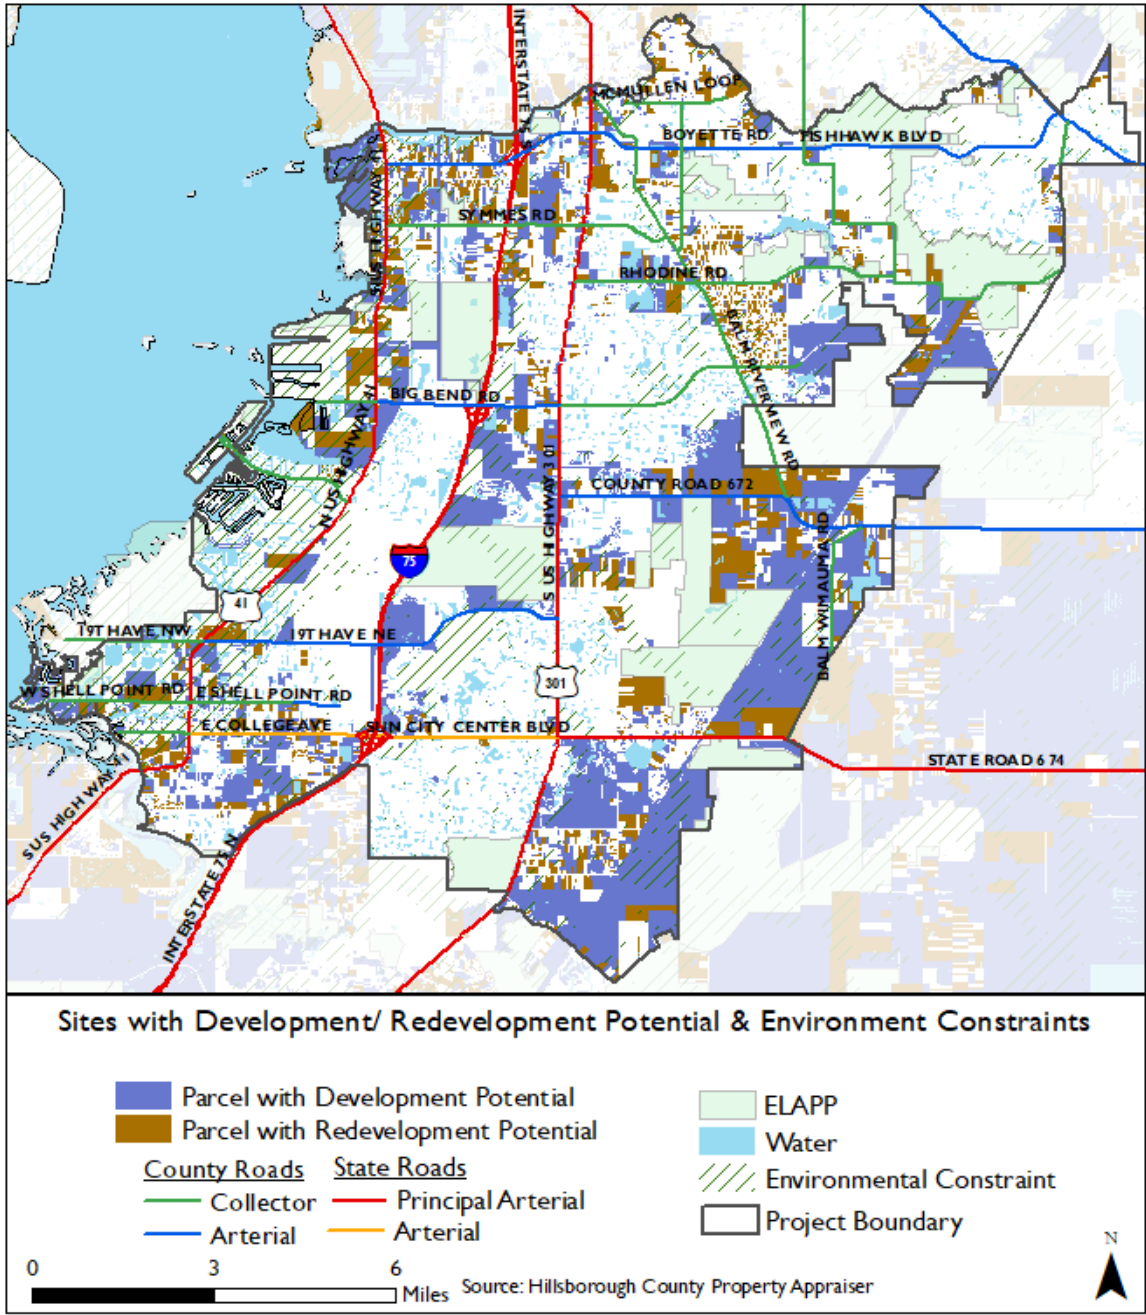 INTERSTATE 75 S
MCMULLEN LOOP
BOYETTE RD
FISHHAWK BLVD
S US HIGHWAY 41
SYMMES RD
RHODINE RD
BALM RIVERVIEW RD
BIG BEND RD
N US HIGHWAY 41
S US HIGHWAY 301
COUNTY ROAD 672
75
BALM WIMAUMA RD
41
19TH AVE NW
19TH AVE NE
301
W SHELL POINT RD
E SHELL POINT RD
E COLLEGE AVE
SUN CITY CENTER BLVD
STATE ROAD 674
S US HIGHWAY 41
INTERSTATE 75 N
Sites with Development/ Redevelopment Potential & Environment Constraints
Parcel with Development Potential
Parcel with Redevelopment Potential
County Roads
State Roads
Collector
Principal Arterial
Arterial
Arterial
ELAPP
Water
Environmental Constraint
Project Boundary
N
0 3 6
Miles
Source: Hillsborough County Property Appraiser